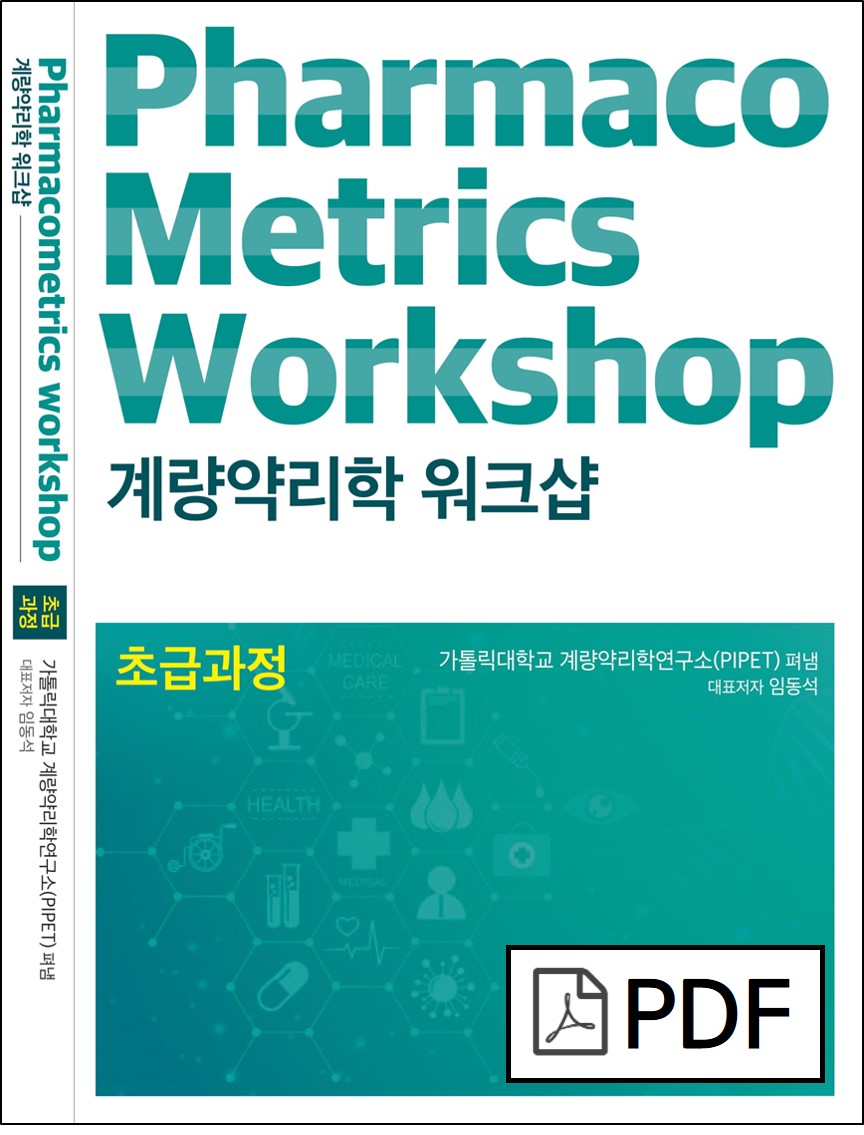 Pharmacometrics workshop
계량약리학 워크샵
초급
과정
가톨릭대학교 계량약리학연구소(PIPET) 펴냄
대표저자 임동석
Pharmaco
Metrics
Workshop
계량약리학 워크샵
초급과정
가톨릭대학교 계량약리학연구소(PIPET) 펴냄
대표저자 임동석
MEDICAL
CARE
HEALTH
MEDICAL
PDF